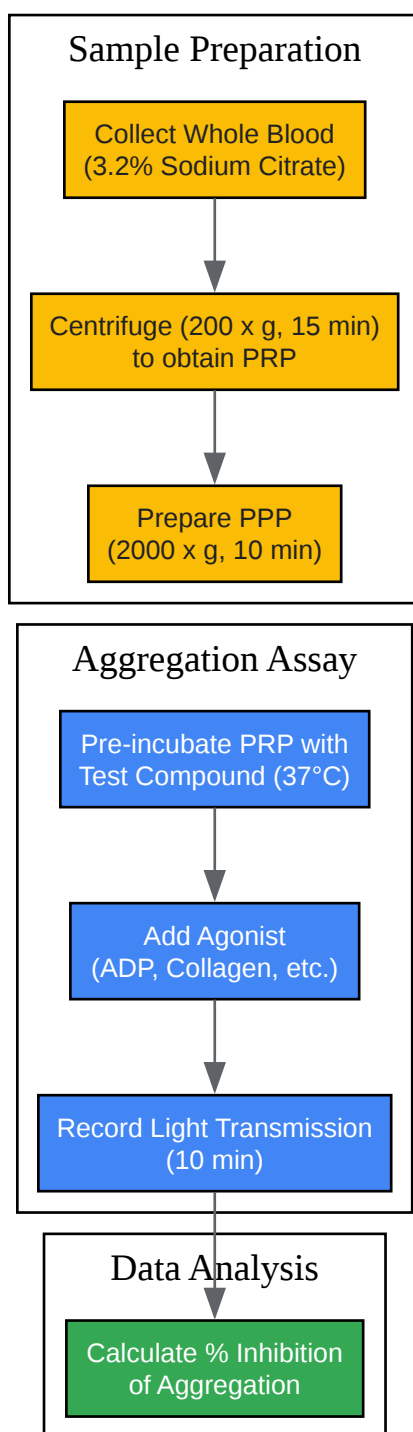 Sample Preparation
Collect Whole Blood
(3.2% Sodium Citrate)
Centrifuge (200 x g, 15 min)
to obtain PRP
Prepare PPP
(2000 x g, 10 min)
Aggregation Assay
Pre-incubate PRP with
Test Compound (37°C)
Add Agonist
(ADP, Collagen, etc.)
Record Light Transmission
(10 min)
Data Analysis
Calculate % Inhibition
of Aggregation